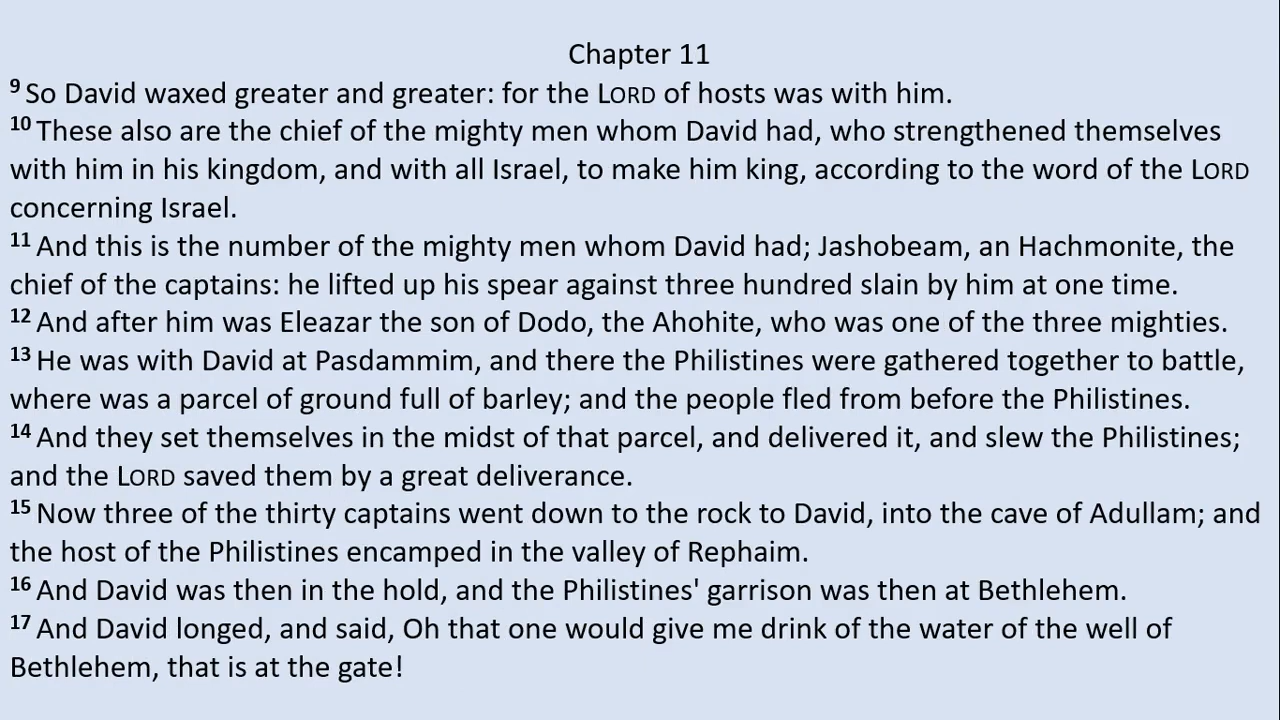 Chapter 11
9 So David waxed greater and greater: for the LORD of hosts was with him.
10 These also are the chief of the mighty men whom David had, who strengthened themselves
with him in his kingdom, and with all Israel, to make him king, according to the word of the LORD
concerning Israel.
11 And this is the number of the mighty men whom David had; Jashobeam, an Hachmonite, the
chief of the captains: he lifted up his spear against three hundred slain by him at one time.
12 And after him was Eleazar the son of Dodo, the Ahohite, who was one of the three mighties.
13 He was with David at Pasdammim, and there the Philistines were gathered together to battle,
where was a parcel of ground full of barley; and the people fled from before the Philistines.
14 And they set themselves in the midst of that parcel, and delivered it, and slew the Philistines;
and the LORD saved them by a great deliverance.
15 Now three of the thirty captains went down to the rock to David, into the cave of Adullam; and
the host of the Philistines encamped in the valley of Rephaim.
16 And David was then in the hold, and the Philistines' garrison was then at Bethlehem.
17 And David longed, and said, Oh that one would give me drink of the water of the well of
Bethlehem, that is at the gate!